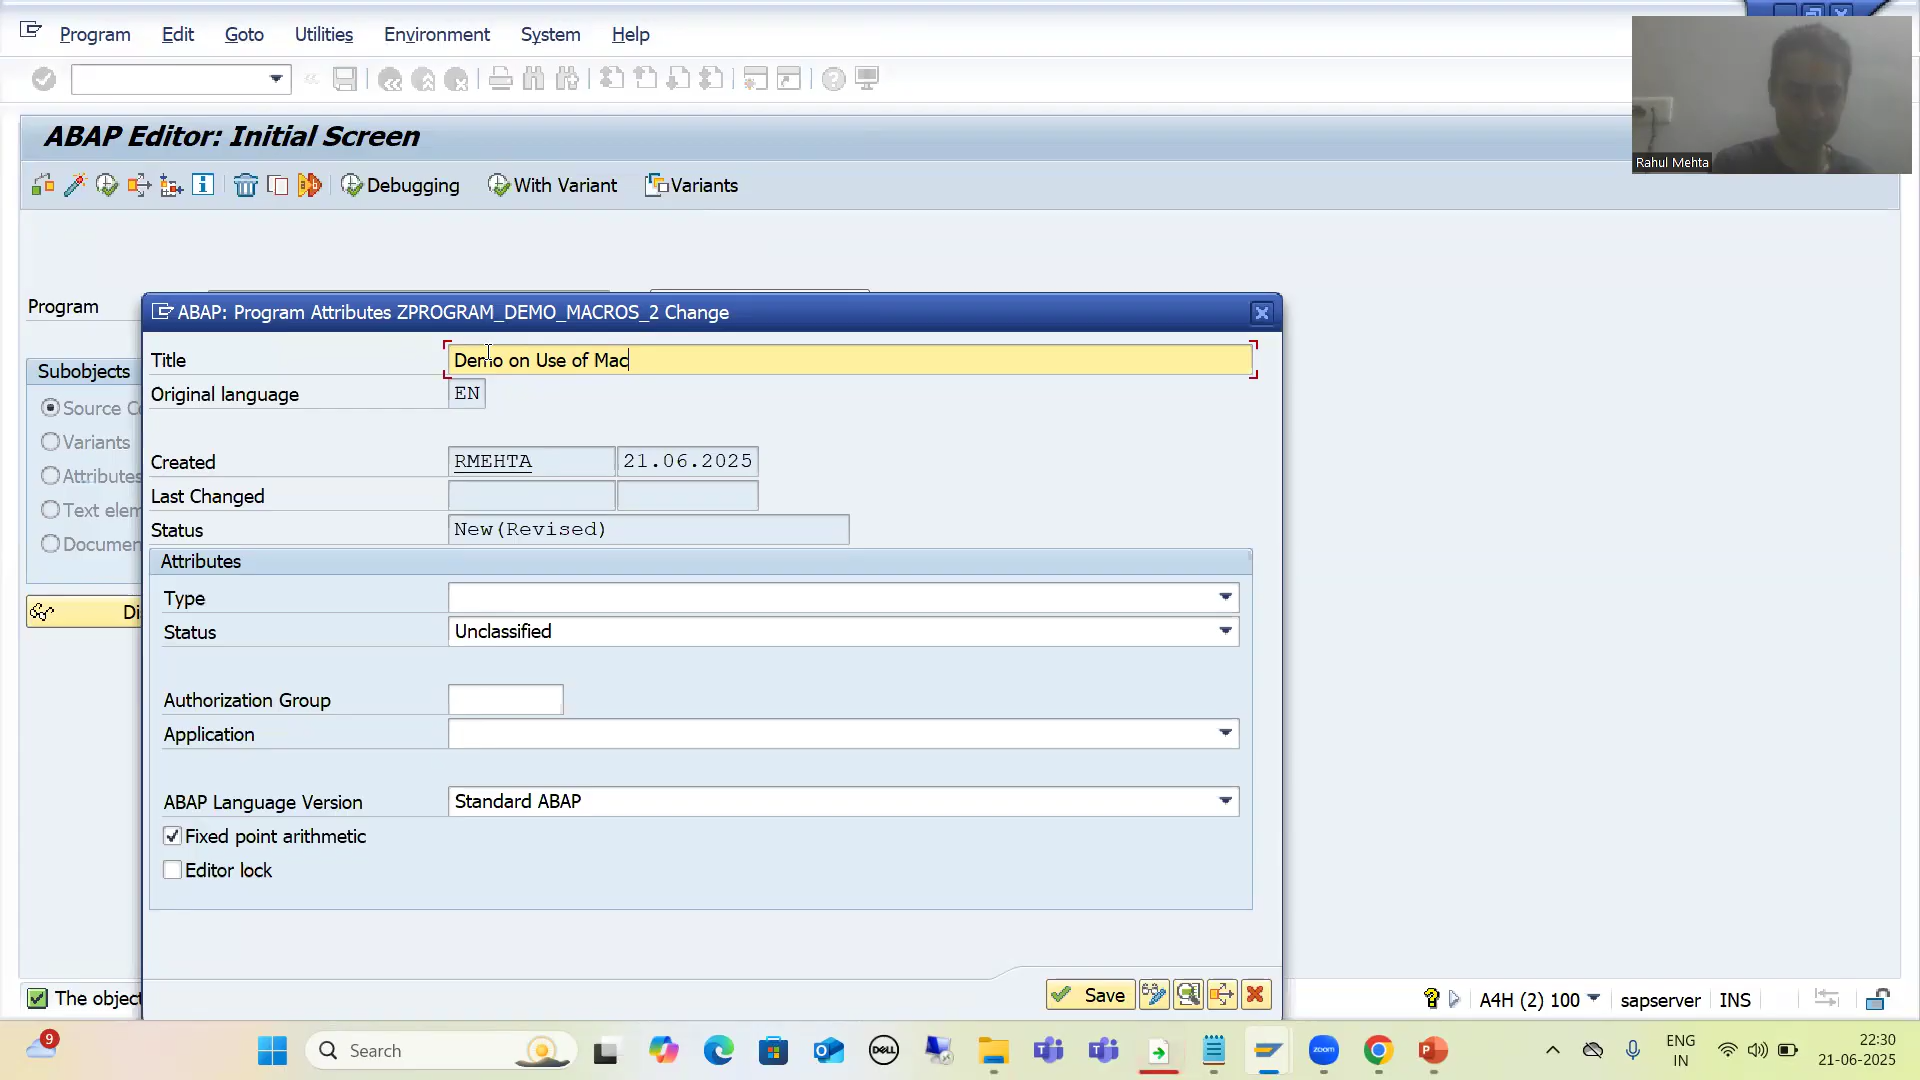 Program Edit Goto Utilities Environment System Help
Rahul Mehta
ABAP Editor: Initial Screen
Debugging With Variant Variants
Program
ABAP: Program Attributes ZPROGRAM_DEMO_MACROS_2 Change
Title Demo on Use of Mac
Original language EN
Subobjects
Source C
Variants
Attributes
Text elem
Documen
Di
Created RMEHTA 21.06.2025
Last Changed
Status New(Revised)
Attributes
Type
Status Unclassified
Authorization Group
Application
ABAP Language Version Standard ABAP
Fixed point arithmetic
Editor lock
Save
The object
A4H (2) 100 sapserver INS
9
Search
DELL
zoom
ENG
IN
22:30
21-06-2025